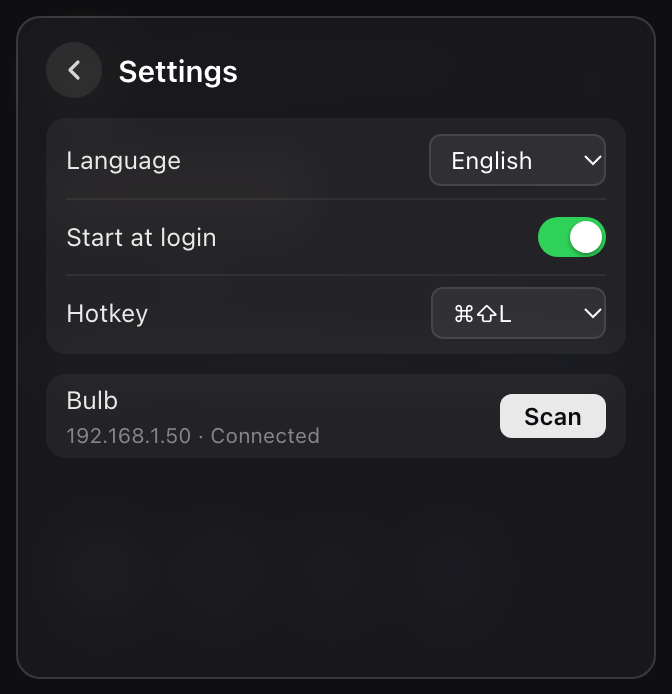 Settings
Language English
Start at login
Hotkey ⌘⇧L
Bulb
192.168.1.50 · Connected
Scan